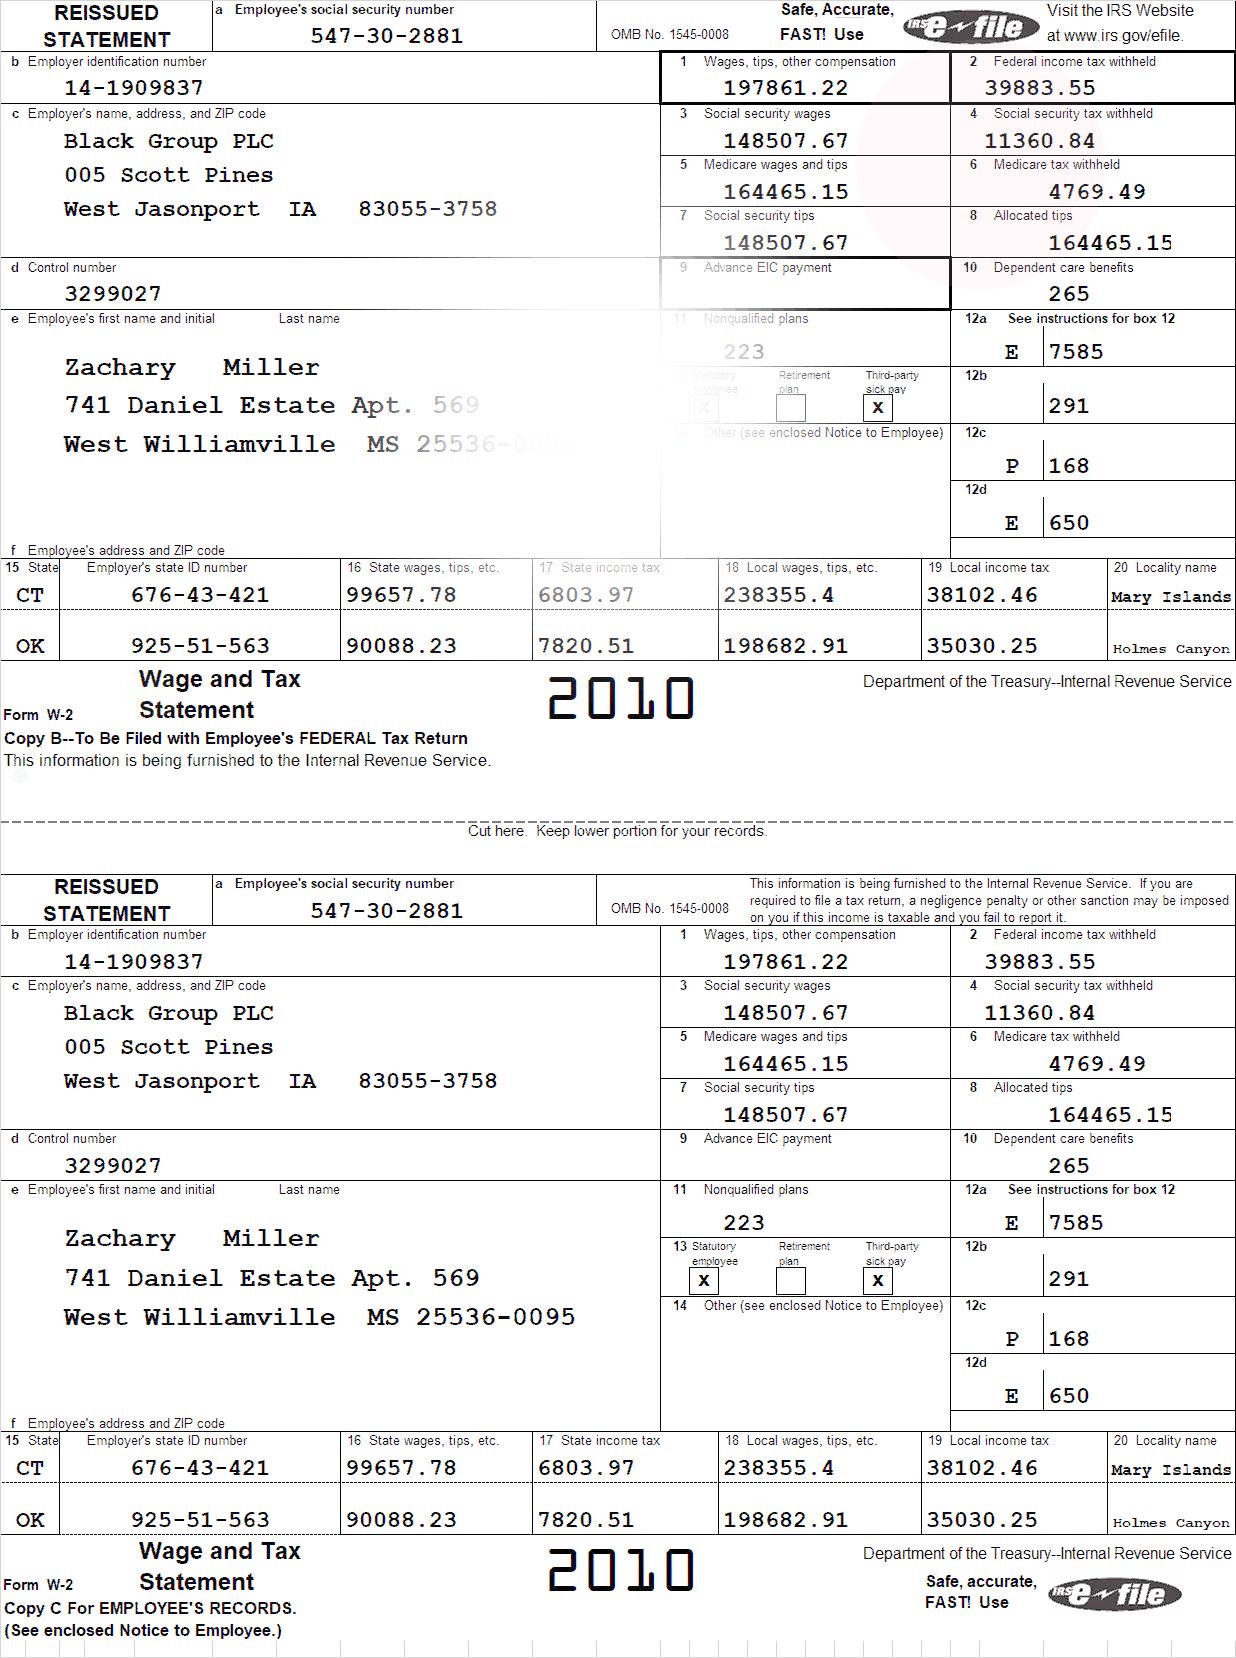 REISSUED STATEMENT
a Employee's social security number
547-30-2881
OMB No. 1545-0008
Safe, Accurate, FAST! Use
IRS e-file
Visit the IRS Website at www.irs.gov/efile.
b Employer identification number
14-1909837
1 Wages, tips, other compensation
197861.22
2 Federal income tax withheld
39883.55
c Employer's name, address, and ZIP code
Black Group PLC
005 Scott Pines
West Jasonport IA 83055-3758
3 Social security wages
148507.67
4 Social security tax withheld
11360.84
5 Medicare wages and tips
164465.15
6 Medicare tax withheld
4769.49
7 Social security tips
148507.67
8 Allocated tips
164465.15
d Control number
3299027
9 Advance EIC payment
10 Dependent care benefits
265
e Employee's first name and initial Last name
Zachary Miller
741 Daniel Estate Apt. 569
West Williamville MS 25536-
f Employee's address and ZIP code
11 Nonqualified plans
223
12a See instructions for box 12
E 7585
Statutory employee X
Retirement plan
Third-party sick pay X
12b
291
Other (see enclosed Notice to Employee)
12c
P 168
12d
E 650
15 State Employer's state ID number 16 State wages, tips, etc. 17 State income tax 18 Local wages, tips, etc. 19 Local income tax 20 Locality name
CT 676-43-421 99657.78 6803.97 238355.4 38102.46 Mary Islands
OK 925-51-563 90088.23 7820.51 198682.91 35030.25 Holmes Canyon
Form W-2 Wage and Tax Statement 2010 Department of the Treasury--Internal Revenue Service
Copy B--To Be Filed with Employee's FEDERAL Tax Return
This information is being furnished to the Internal Revenue Service.
Cut here. Keep lower portion for your records.
REISSUED STATEMENT
a Employee's social security number
547-30-2881
OMB No. 1545-0008
This information is being furnished to the Internal Revenue Service. If you are
required to file a tax return, a negligence penalty or other sanction may be imposed
on you if this income is taxable and you fail to report it.
b Employer identification number
14-1909837
1 Wages, tips, other compensation
197861.22
2 Federal income tax withheld
39883.55
c Employer's name, address, and ZIP code
Black Group PLC
005 Scott Pines
West Jasonport IA 83055-3758
3 Social security wages
148507.67
4 Social security tax withheld
11360.84
5 Medicare wages and tips
164465.15
6 Medicare tax withheld
4769.49
7 Social security tips
148507.67
8 Allocated tips
164465.15
d Control number
3299027
9 Advance EIC payment
10 Dependent care benefits
265
e Employee's first name and initial Last name
Zachary Miller
741 Daniel Estate Apt. 569
West Williamville MS 25536-0095
f Employee's address and ZIP code
11 Nonqualified plans
223
12a See instructions for box 12
E 7585
13 Statutory employee X
Retirement plan
Third-party sick pay X
12b
291
14 Other (see enclosed Notice to Employee)
12c
P 168
12d
E 650
15 State Employer's state ID number 16 State wages, tips, etc. 17 State income tax 18 Local wages, tips, etc. 19 Local income tax 20 Locality name
CT 676-43-421 99657.78 6803.97 238355.4 38102.46 Mary Islands
OK 925-51-563 90088.23 7820.51 198682.91 35030.25 Holmes Canyon
Form W-2 Wage and Tax Statement 2010 Department of the Treasury--Internal Revenue Service
Copy C For EMPLOYEE'S RECORDS.
(See enclosed Notice to Employee.)
Safe, accurate, FAST! Use
IRS e-file